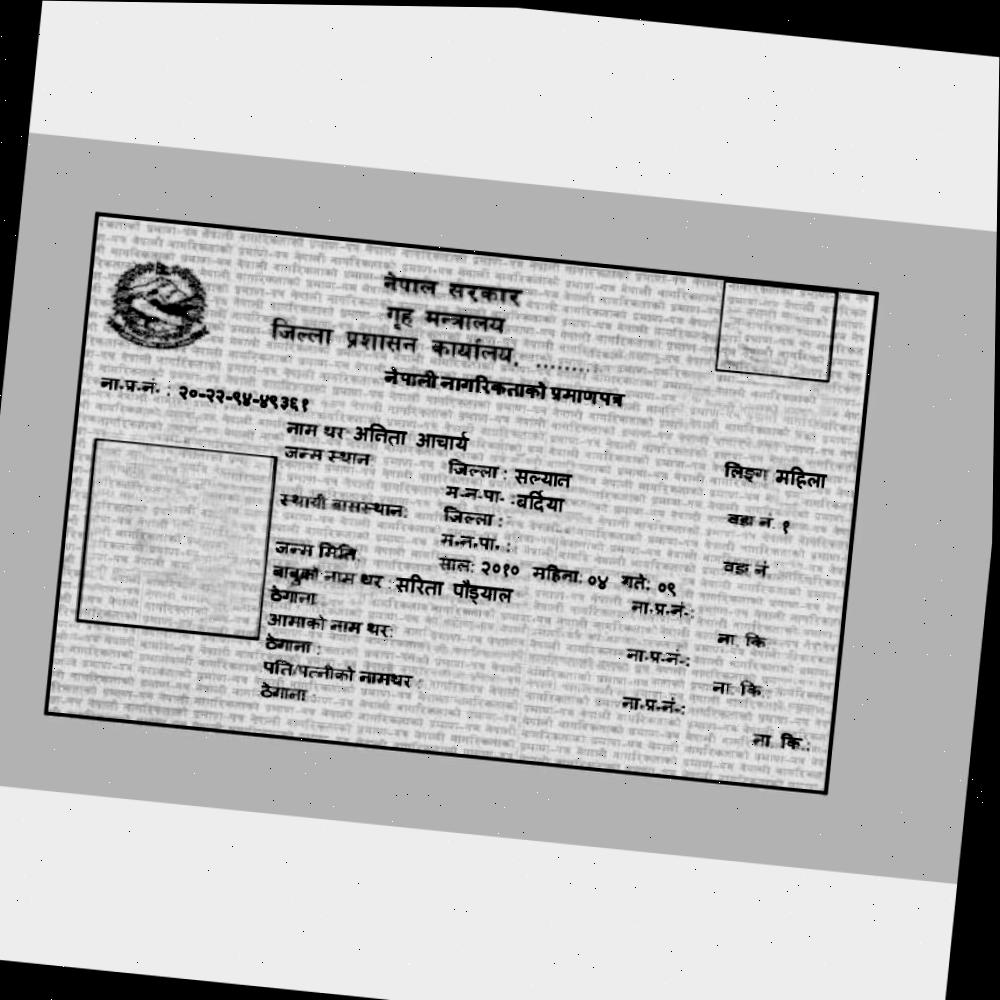 नेपाल सरकार
गृह मन्त्रालय
जिल्ला प्रशासन कार्यालय, ........
नेपाली नागरिकताको प्रमाणपत्र
ना.प्र.नं. : २०-२२-९४-४९३६१
नाम थर अनिता आचार्य लिङ्ग महिला
जन्म स्थान जिल्ला : सल्यान
म.न.पा. : बर्दिया वडा नं. १
स्थायी बासस्थान: जिल्ला :
म.न.पा. : वडा नं
जन्म मिति साल: २०१० महिना: ०४ गते: ०९
बाबुको नाम थर : सरिता पौड्याल ना.प्र.नं.:
ठेगाना ना. कि
आमाको नाम थर: ना.प्र.नं.:
ठेगाना : ना. कि
पति/पत्नीको नामथर : ना.प्र.नं.:
ठेगाना ना. कि.: